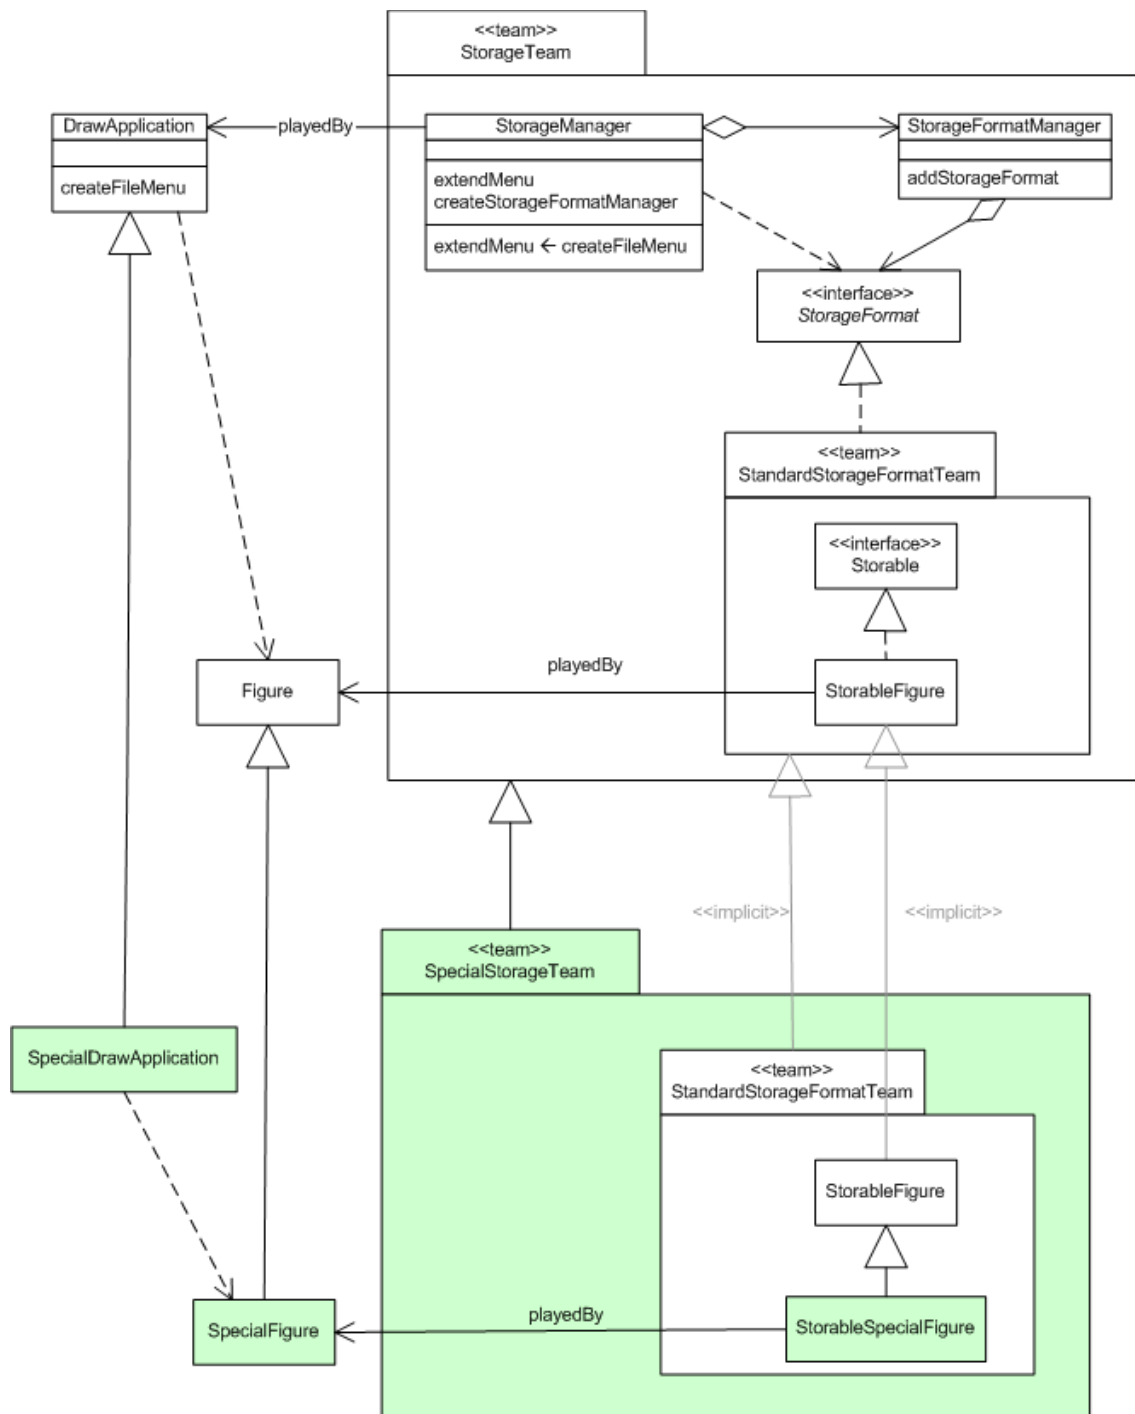 <<team>>
StorageTeam
DrawApplication
playedBy
StorageManager
StorageFormatManager
createFileMenu
extendMenu
createStorageFormatManager
addStorageFormat
extendMenu ← createFileMenu
<<interface>>
StorageFormat
<<team>>
StandardStorageFormatTeam
<<interface>>
Storable
playedBy
Figure
StorableFigure
<<implicit>>
<<implicit>>
<<team>>
SpecialStorageTeam
SpecialDrawApplication
<<team>>
StandardStorageFormatTeam
StorableFigure
playedBy
SpecialFigure
StorableSpecialFigure